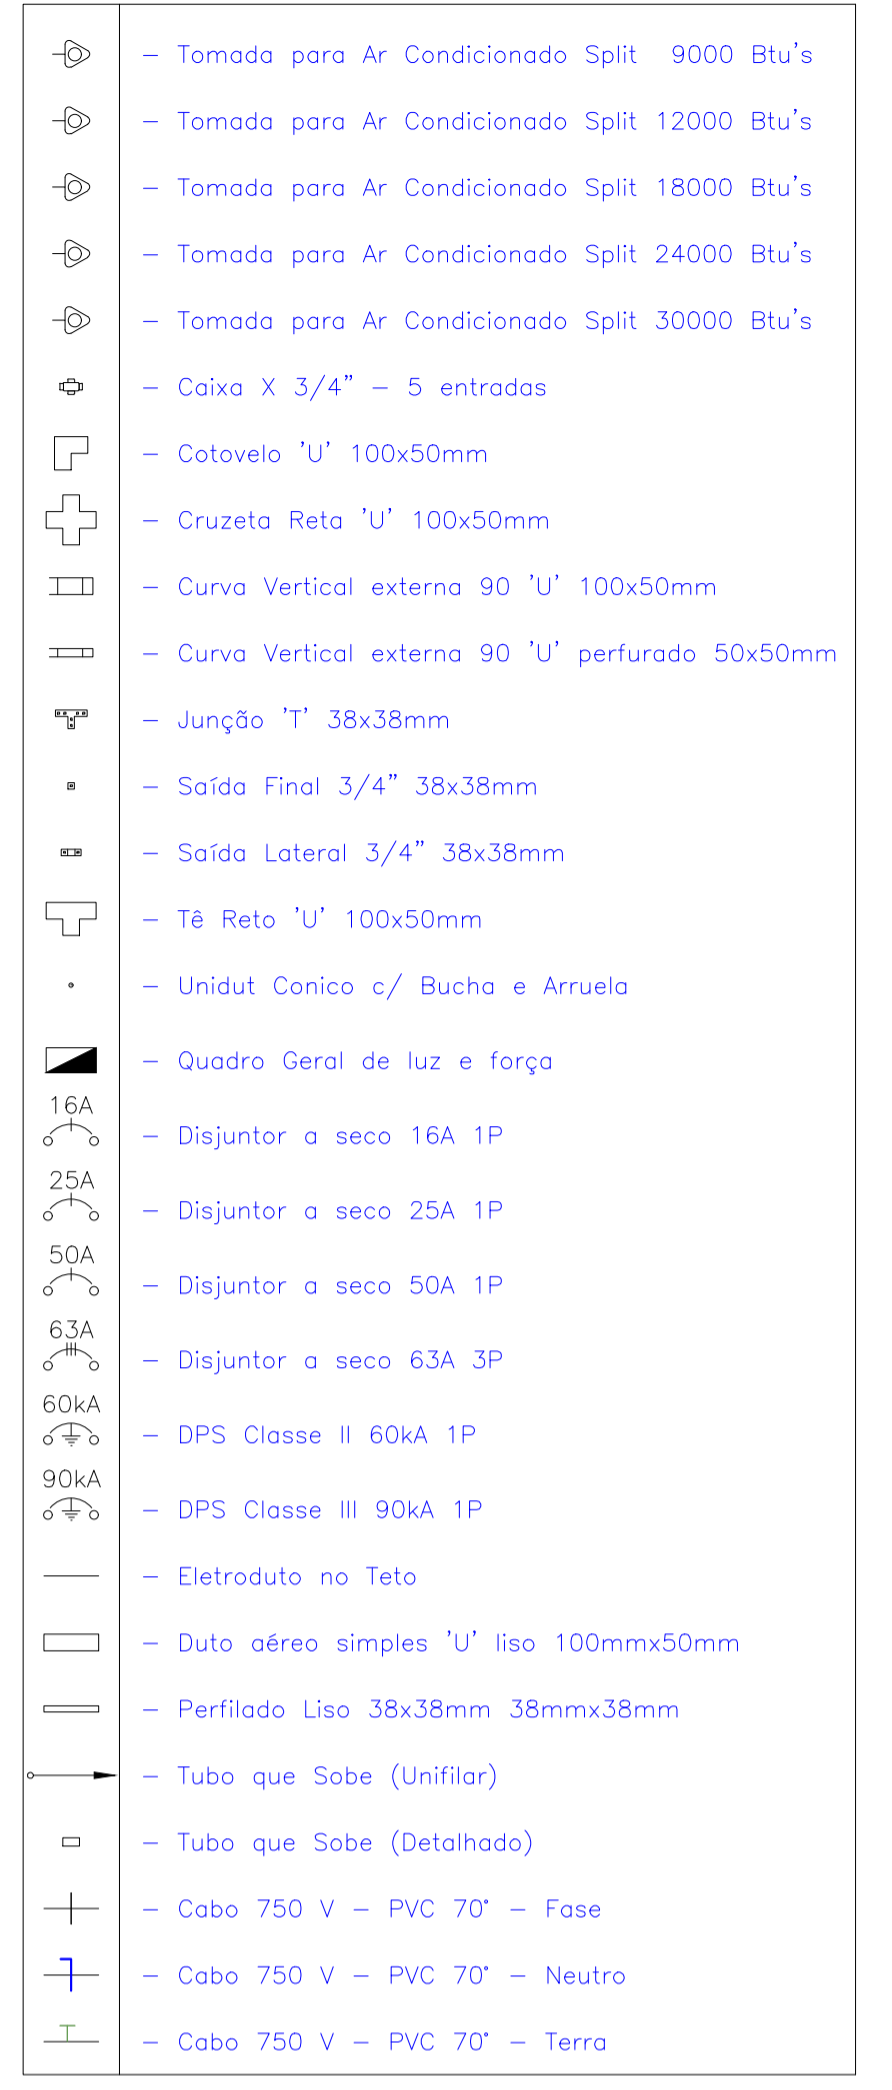 — Tomada para Ar Condicionado Split 9000 Btu's
— Tomada para Ar Condicionado Split 12000 Btu's
— Tomada para Ar Condicionado Split 18000 Btu's
— Tomada para Ar Condicionado Split 24000 Btu's
— Tomada para Ar Condicionado Split 30000 Btu's
— Caixa X 3/4" — 5 entradas
— Cotovelo 'U' 100x50mm
— Cruzeta Reta 'U' 100x50mm
— Curva Vertical externa 90 'U' 100x50mm
— Curva Vertical externa 90 'U' perfurado 50x50mm
— Junção 'T' 38x38mm
— Saída Final 3/4" 38x38mm
— Saída Lateral 3/4" 38x38mm
— Tê Reto 'U' 100x50mm
— Unidut Conico c/ Bucha e Arruela
— Quadro Geral de luz e força
16A
— Disjuntor a seco 16A 1P
25A
— Disjuntor a seco 25A 1P
50A
— Disjuntor a seco 50A 1P
63A
— Disjuntor a seco 63A 3P
60kA
— DPS Classe II 60kA 1P
90kA
— DPS Classe III 90kA 1P
— Eletroduto no Teto
— Duto aéreo simples 'U' liso 100mmx50mm
— Perfilado Liso 38x38mm 38mmx38mm
— Tubo que Sobe (Unifilar)
— Tubo que Sobe (Detalhado)
— Cabo 750 V — PVC 70° — Fase
— Cabo 750 V — PVC 70° — Neutro
— Cabo 750 V — PVC 70° — Terra